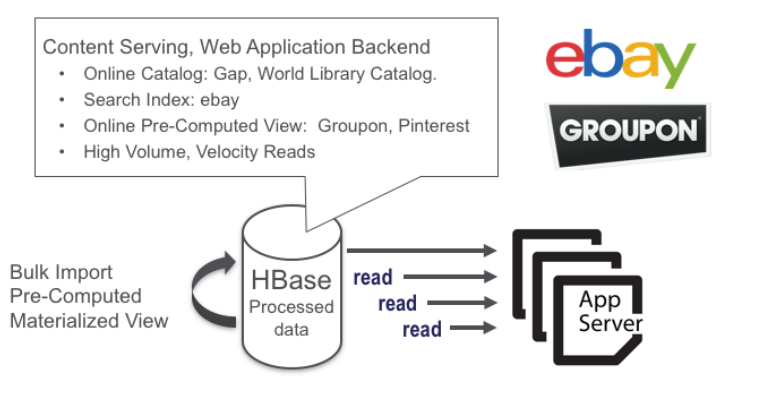 Content Serving, Web Application Backend
• Online Catalog: Gap, World Library Catalog.
• Search Index: ebay
• Online Pre-Computed View: Groupon, Pinterest
• High Volume, Velocity Reads
ebay
GROUPON
Bulk Import
Pre-Computed
Materialized View
HBase
Processed
data
read
read
read
App
Server